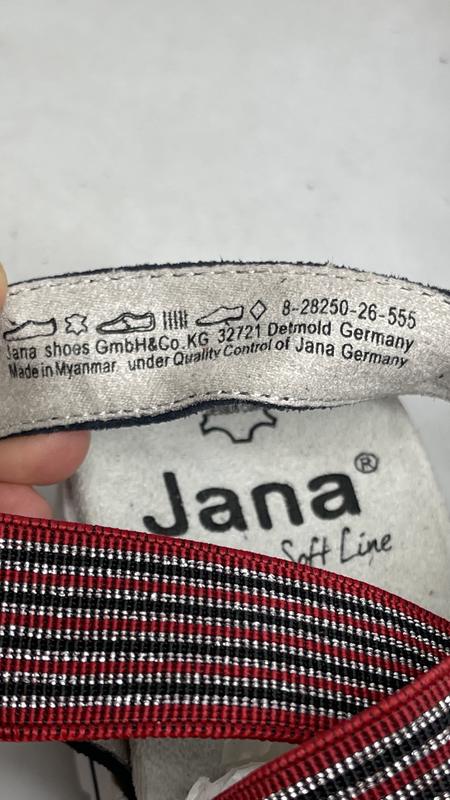 8-28250-26-555
Jana shoes GmbH&Co.KG 32721 Detmold Germany
Made in Myanmar under Quality Control of Jana Germany
Jana®
Soft Line